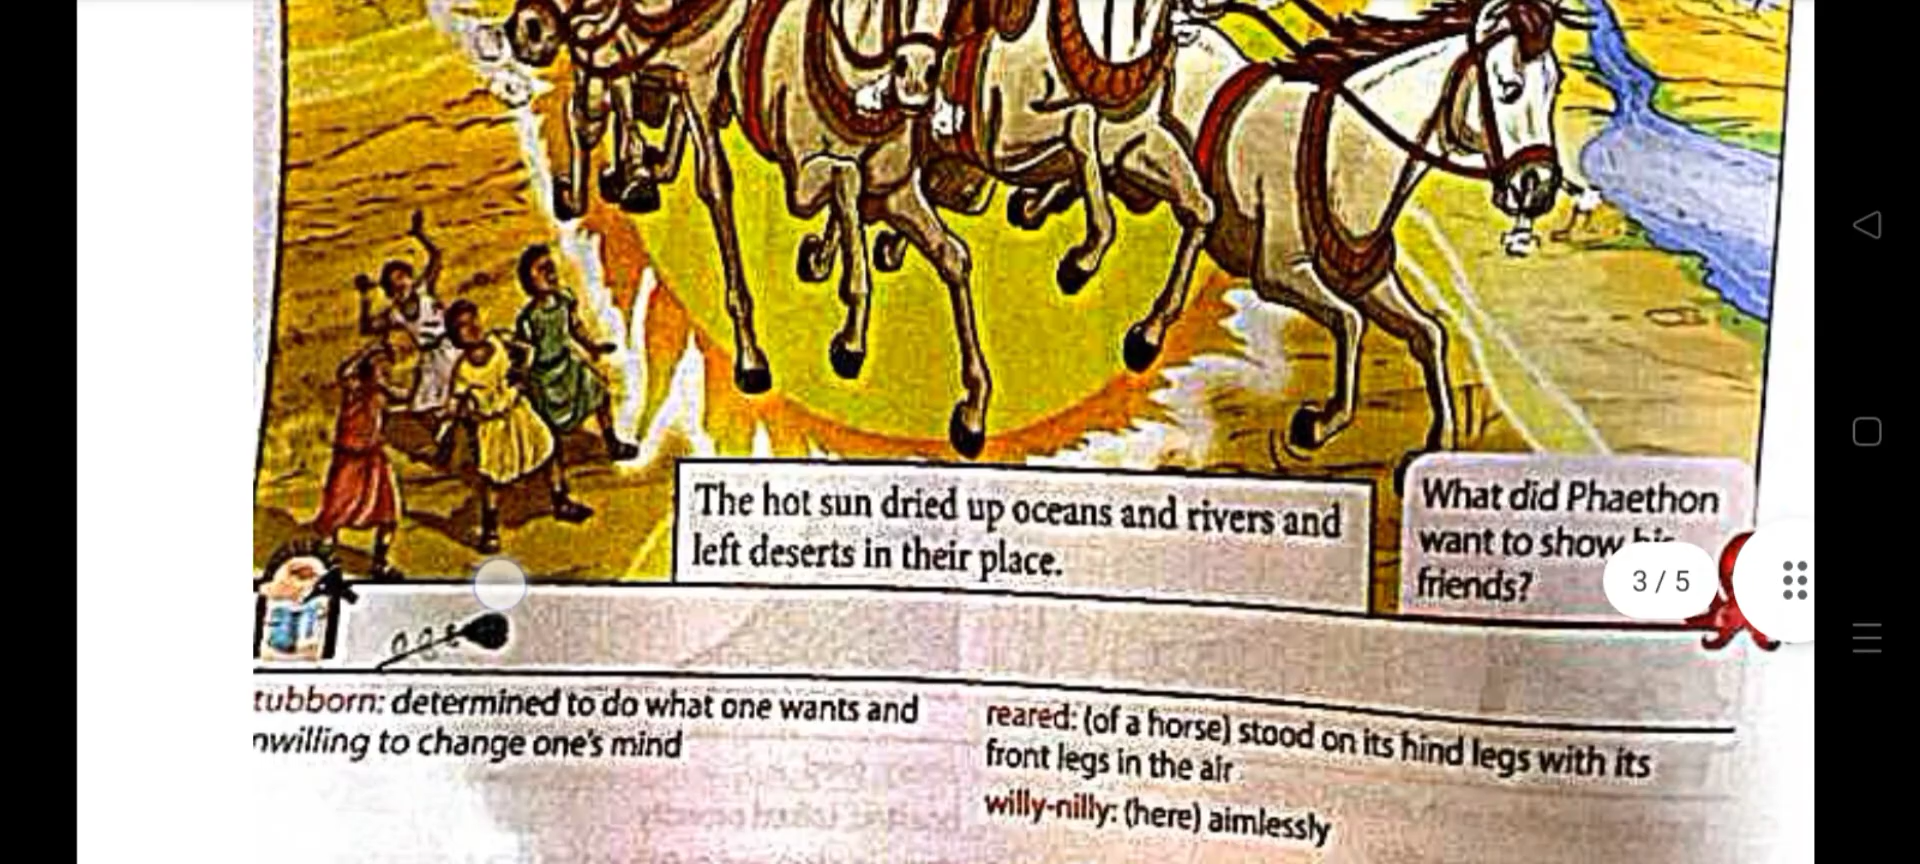 The hot sun dried up oceans and rivers and
left deserts in their place.
What did Phaethon
want to show his
friends?
3 / 5
tubborn: determined to do what one wants and
nwilling to change one's mind
reared: (of a horse) stood on its hind legs with its
front legs in the air
willy-nilly: (here) aimlessly